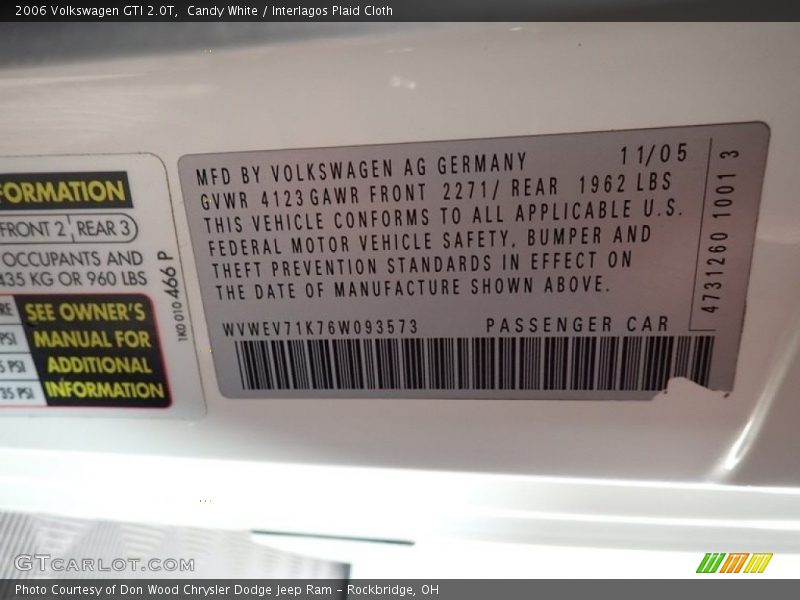 2006 Volkswagen GTI 2.0T, Candy White / Interlagos Plaid Cloth
MFD BY VOLKSWAGEN AG GERMANY 11/05
GVWR 4123 GAWR FRONT 2271/ REAR 1962 LBS
THIS VEHICLE CONFORMS TO ALL APPLICABLE U.S.
FEDERAL MOTOR VEHICLE SAFETY, BUMPER AND
THEFT PREVENTION STANDARDS IN EFFECT ON
THE DATE OF MANUFACTURE SHOWN ABOVE.
WVWEV71K76W093573 PASSENGER CAR
4731260 1001 3
FRONT 2 REAR 3
OCCUPANTS AND
435 KG OR 960 LBS
SEE OWNER'S
MANUAL FOR
ADDITIONAL
INFORMATION
PSI
PSI
35 PSI
1K0 010 466 P
GTcarlot.com
Photo Courtesy of Don Wood Chrysler Dodge Jeep Ram - Rockbridge, OH